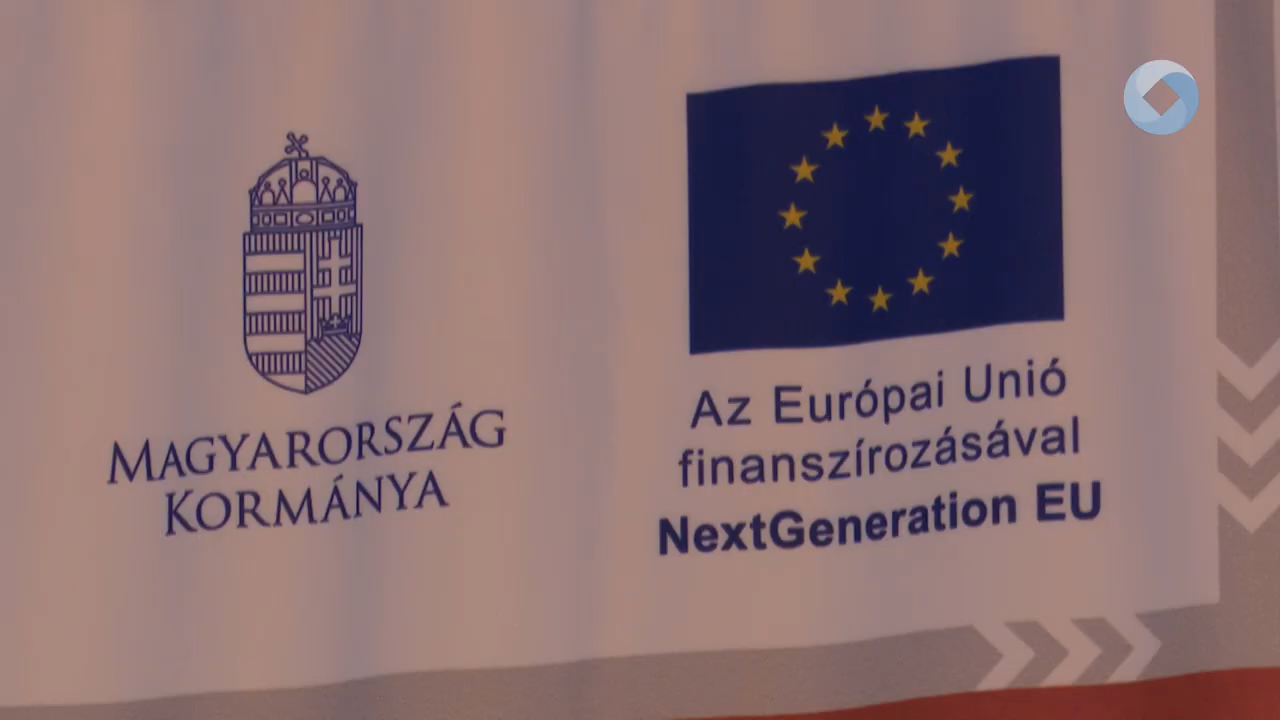 MAGYARORSZÁG
KORMÁNYA
Az Európai Unió
finanszírozásával
NextGeneration EU